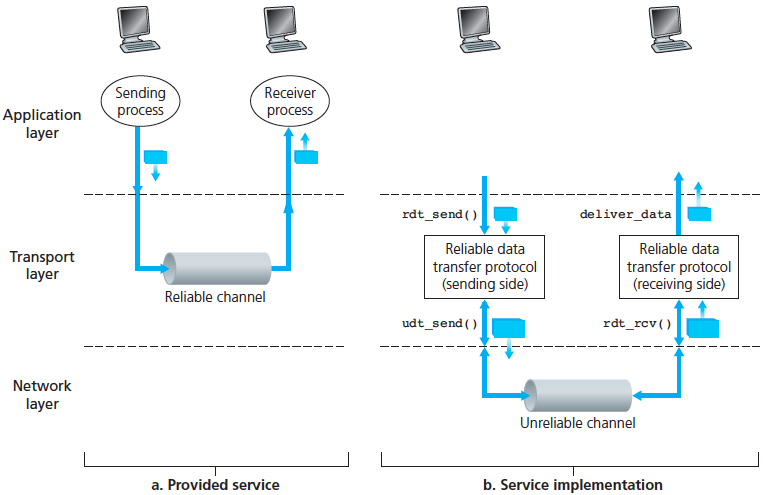 Sending
process
Receiver
process
Application
layer
rdt_send()
deliver_data
Transport
layer
Reliable channel
Reliable data
transfer protocol
(sending side)
Reliable data
transfer protocol
(receiving side)
udt_send()
rdt_rcv()
Network
layer
Unreliable channel
a. Provided service
b. Service implementation